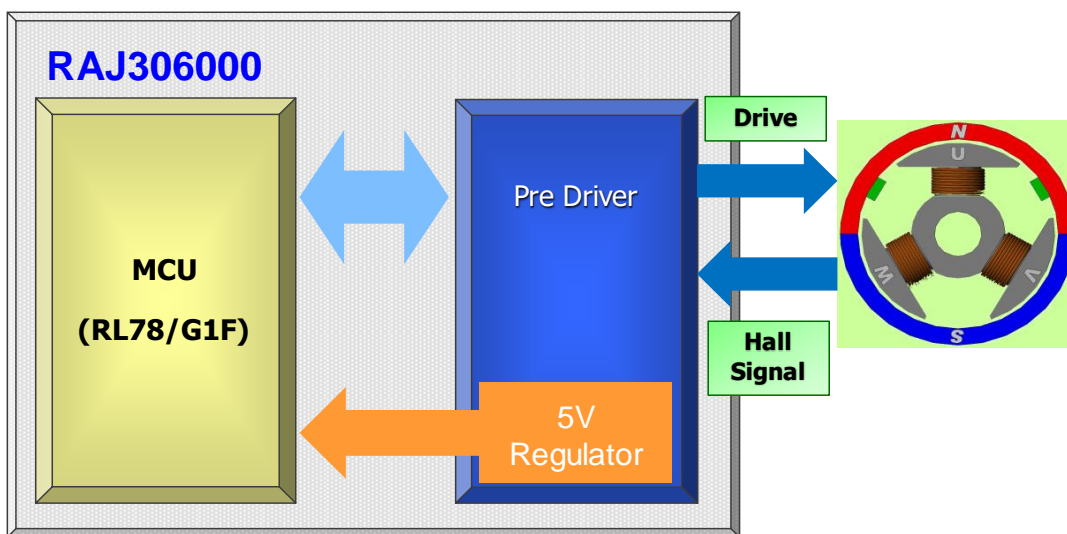 RAJ306000
MCU
(RL78/G1F)
Pre Driver
5V
Regulator
Drive
Hall
Signal
N
U
W
V
S